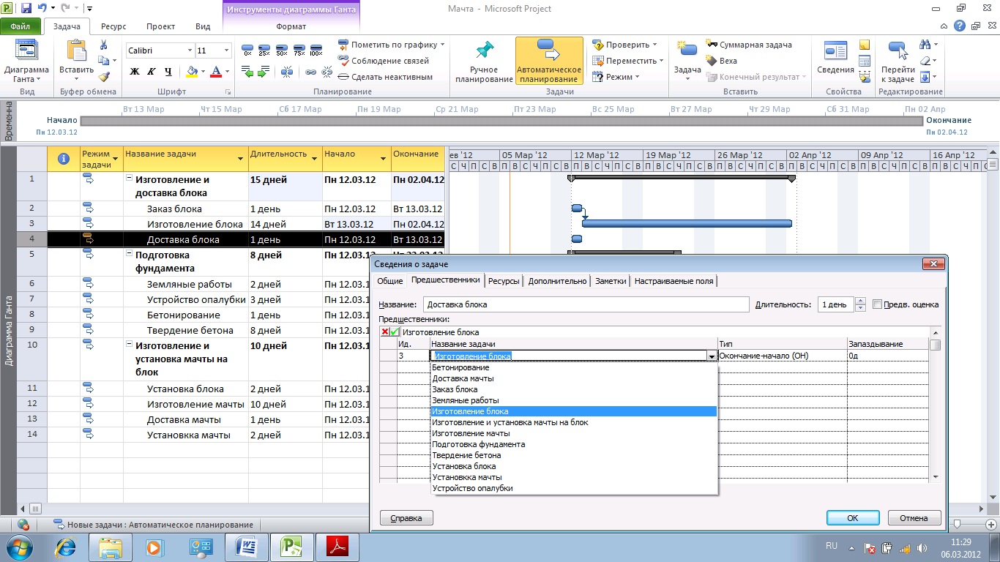 Инструменты диаграммы Ганта
Мачта - Microsoft Project
Файл Задача Ресурс Проект Вид Формат
Диаграмма Ганта
Вид
Вставить
Буфер обмена
Calibri 11
Ж К Ч
Шрифт
0% 25% 50% 75% 100%
Пометить по графику
Соблюдение связей
Сделать неактивным
Планирование
Ручное планирование
Автоматическое планирование
Проверить
Переместить
Режим
Задачи
Задача
Суммарная задача
Веха
Конечный результат
Вставить
Сведения
Свойства
Перейти к задаче
Редактирование
Временна
Вт 13 Мар Чт 15 Мар Сб 17 Мар Пн 19 Мар Ср 21 Мар Пт 23 Мар Вс 25 Мар Вт 27 Мар Чт 29 Мар Сб 31 Мар Пн 02 Апр
Начало
Пн 12.03.12
Окончание
Пн 02.04.12
Диаграмма Ганта
Режим задачи Название задачи Длительность Начало Окончание
ев '12 05 Мар '12 12 Мар '12 19 Мар '12 26 Мар '12 02 Апр '12 09 Апр '12 16 Апр '12
С Ч П С В П В С Ч П С В П В С Ч П С В П В С Ч П С В П В С Ч П С В П В С Ч П С В П В С Ч П С В П В С Ч П С
1 Изготовление и доставка блока 15 дней Пн 12.03.12 Пн 02.04.12
2 Заказ блока 1 день Пн 12.03.12 Вт 13.03.12
3 Изготовление блока 14 дней Вт 13.03.12 Пн 02.04.12
4 Доставка блока 1 день Пн 12.03.12 Вт 13.03.12
5 Подготовка фундамента 8 дней Пн 12.03.1
6 Земляные работы 2 дней Пн 12.03.1
7 Устройство опалубки 3 дней Пн 12.03.1
8 Бетонирование 1 день Пн 12.03.1
9 Твердение бетона 8 дней Пн 12.03.1
10 Изготовление и установка мачты на блок 10 дней Пн 12.03.1
11 Установка блока 2 дней Пн 12.03.1
12 Изготовление мачты 10 дней Пн 12.03.1
13 Доставка мачты 1 день Пн 12.03.1
14 Установкка мачты 2 дней Пн 12.03.1
Сведения о задаче
Общие Предшественники Ресурсы Дополнительно Заметки Настраиваемые поля
Название: Доставка блока Длительность: 1 день Предв. оценка
Предшественники:
Изготовление блока
Ид. Название задачи Тип Запаздывание
3 Изготовление блока Окончание-начало (ОН) 0д
Бетонирование
Доставка мачты
Заказ блока
Земляные работы
Изготовление блока
Изготовление и установка мачты на блок
Изготовление мачты
Подготовка фундамента
Твердение бетона
Установка блока
Установкка мачты
Устройство опалубки
Справка ОК Отмена
Новые задачи : Автоматическое планирование
RU
11:29
06.03.2012